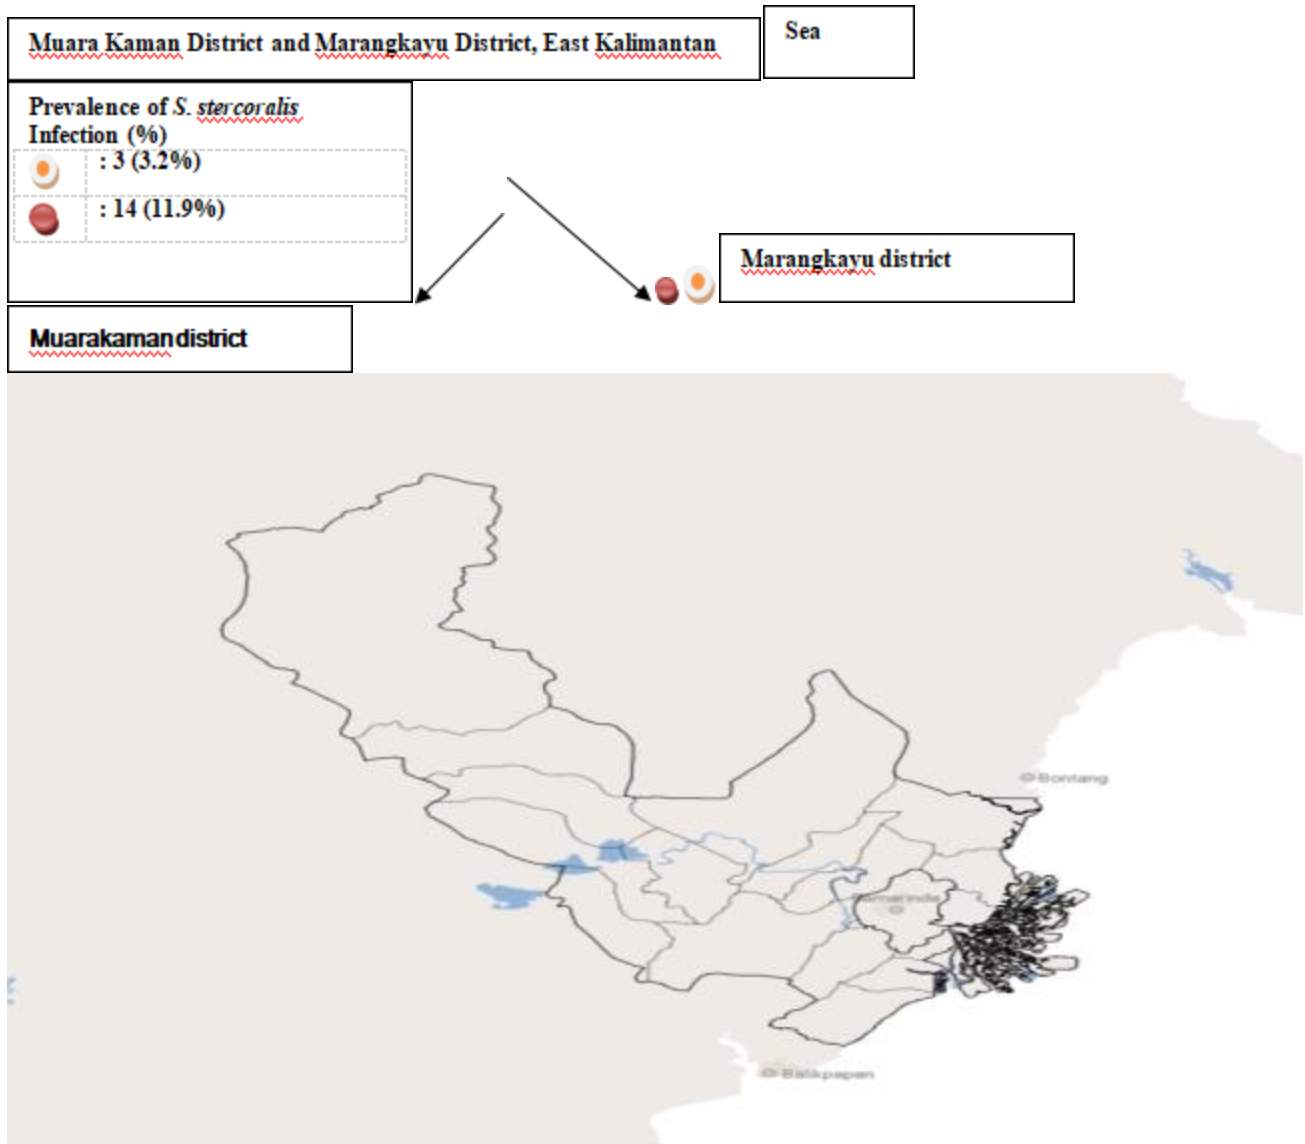 Muara Kaman District and Marangkayu District, East Kalimantan
Sea
Prevalence of S. stercoralis
Infection (%)
: 3 (3.2%)
: 14 (11.9%)
Marangkayu district
Muarakaman district
Bontang
Samarinda
Balikpapan